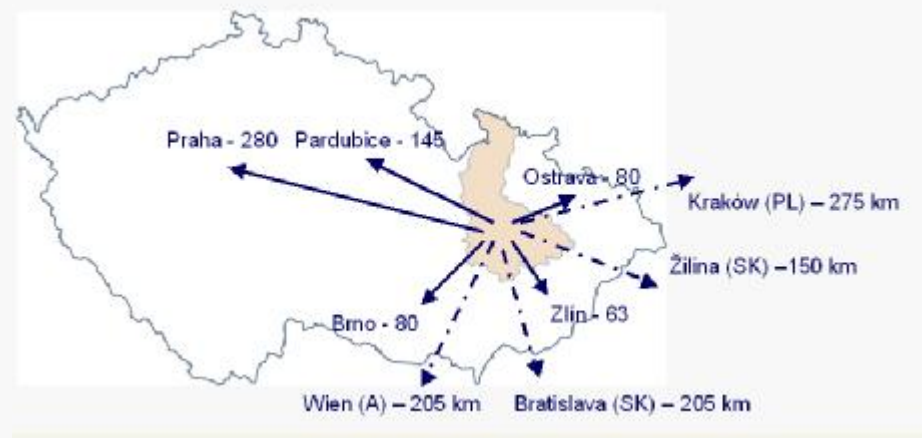 Praha - 280
Pardubice - 145
Ostrava - 80
Kraków (PL) – 275 km
Žilina (SK) –150 km
Zlín - 63
Brno - 80
Wien (A) – 205 km
Bratislava (SK) – 205 km